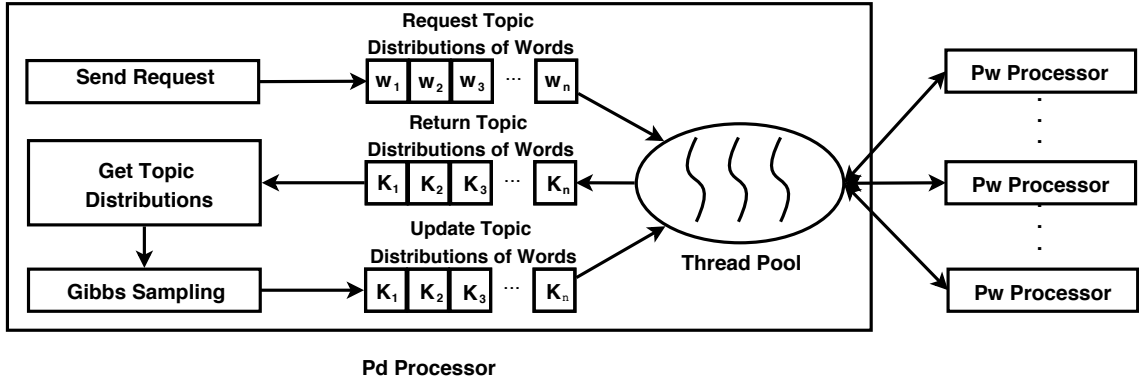 Request Topic
Distributions of Words
Send Request
w1 w2 w3 ... wn
Pw Processor
Return Topic
Distributions of Words
Get Topic
Distributions
K1 K2 K3 ... Kn
Pw Processor
Update Topic
Distributions of Words
Thread Pool
Gibbs Sampling
K1 K2 K3 ... Kn
Pw Processor
Pd Processor